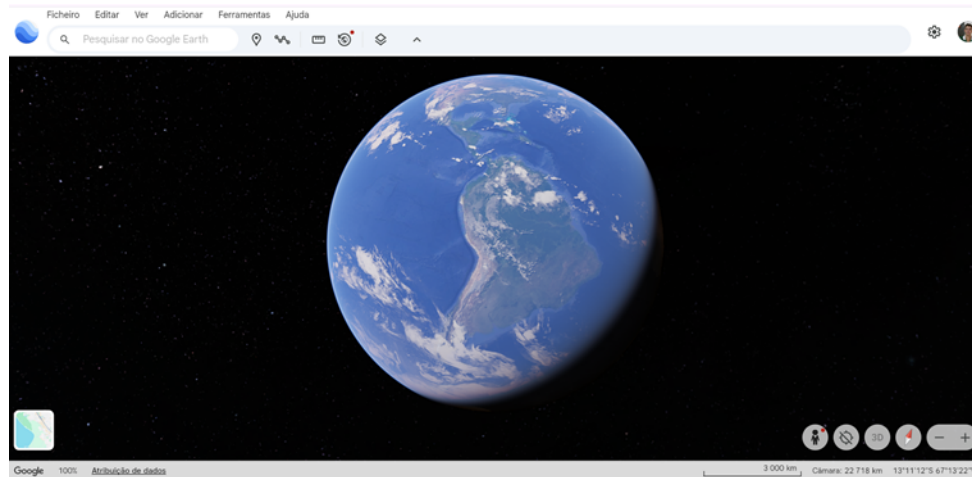 Ficheiro Editar Ver Adicionar Ferramentas Ajuda
Pesquisar no Google Earth
3D
Google 100% Atribuição de dados 3 000 km Câmara: 22 718 km 13°11'12"S 67°13'22"